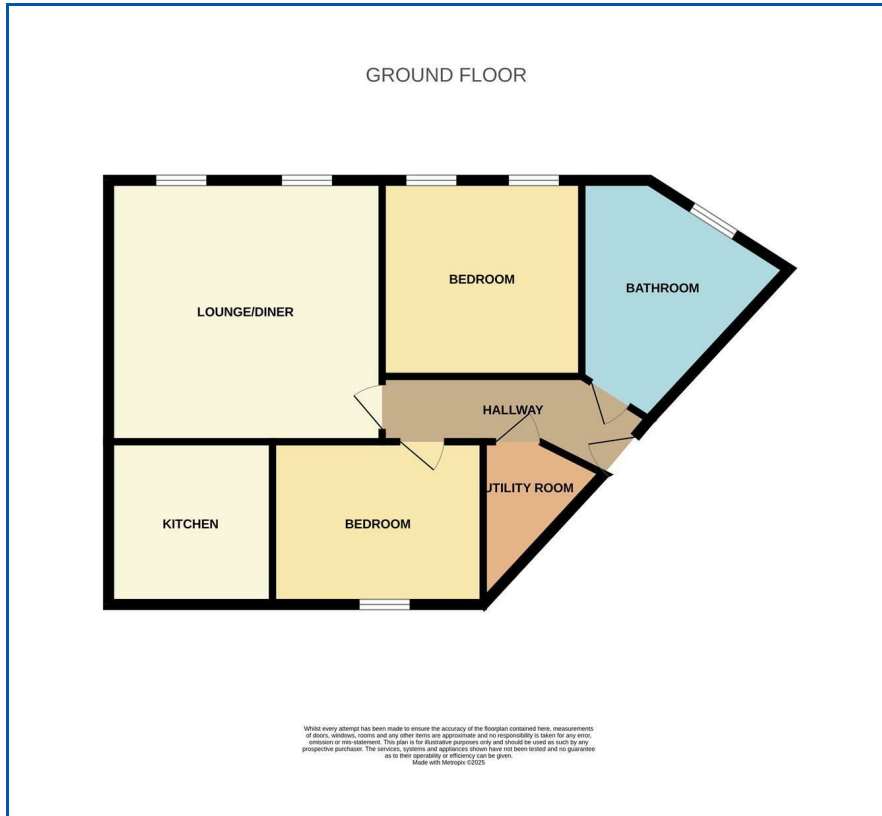 GROUND FLOOR
LOUNGE/DINER
BEDROOM
BATHROOM
HALLWAY
UTILITY ROOM
KITCHEN
BEDROOM
Whilst every attempt has been made to ensure the accuracy of the floorplan contained here, measurements
of doors, windows, rooms and any other items are approximate and no responsibility is taken for any error,
omission or mis-statement. This plan is for illustrative purposes only and should be used as such by any
prospective purchaser. The services, systems and appliances shown have not been tested and no guarantee
as to their operability or efficiency can be given.
Made with Metropix ©2025